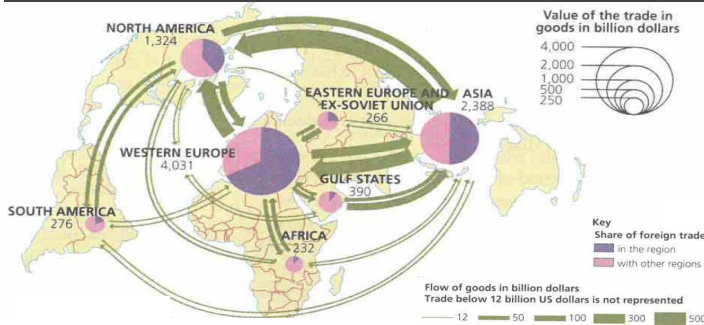 NORTH AMERICA
1,324
EASTERN EUROPE AND
EX-SOVIET UNION
266
ASIA
2,388
WESTERN EUROPE
4,031
GULF STATES
390
SOUTH AMERICA
276
AFRICA
232
Value of the trade in
goods in billion dollars
4,000
2,000
1,000
500
250
Key
Share of foreign trade
in the region
with other regions
Flow of goods in billion dollars
Trade below 12 billion US dollars is not represented
12 50 100 300 500